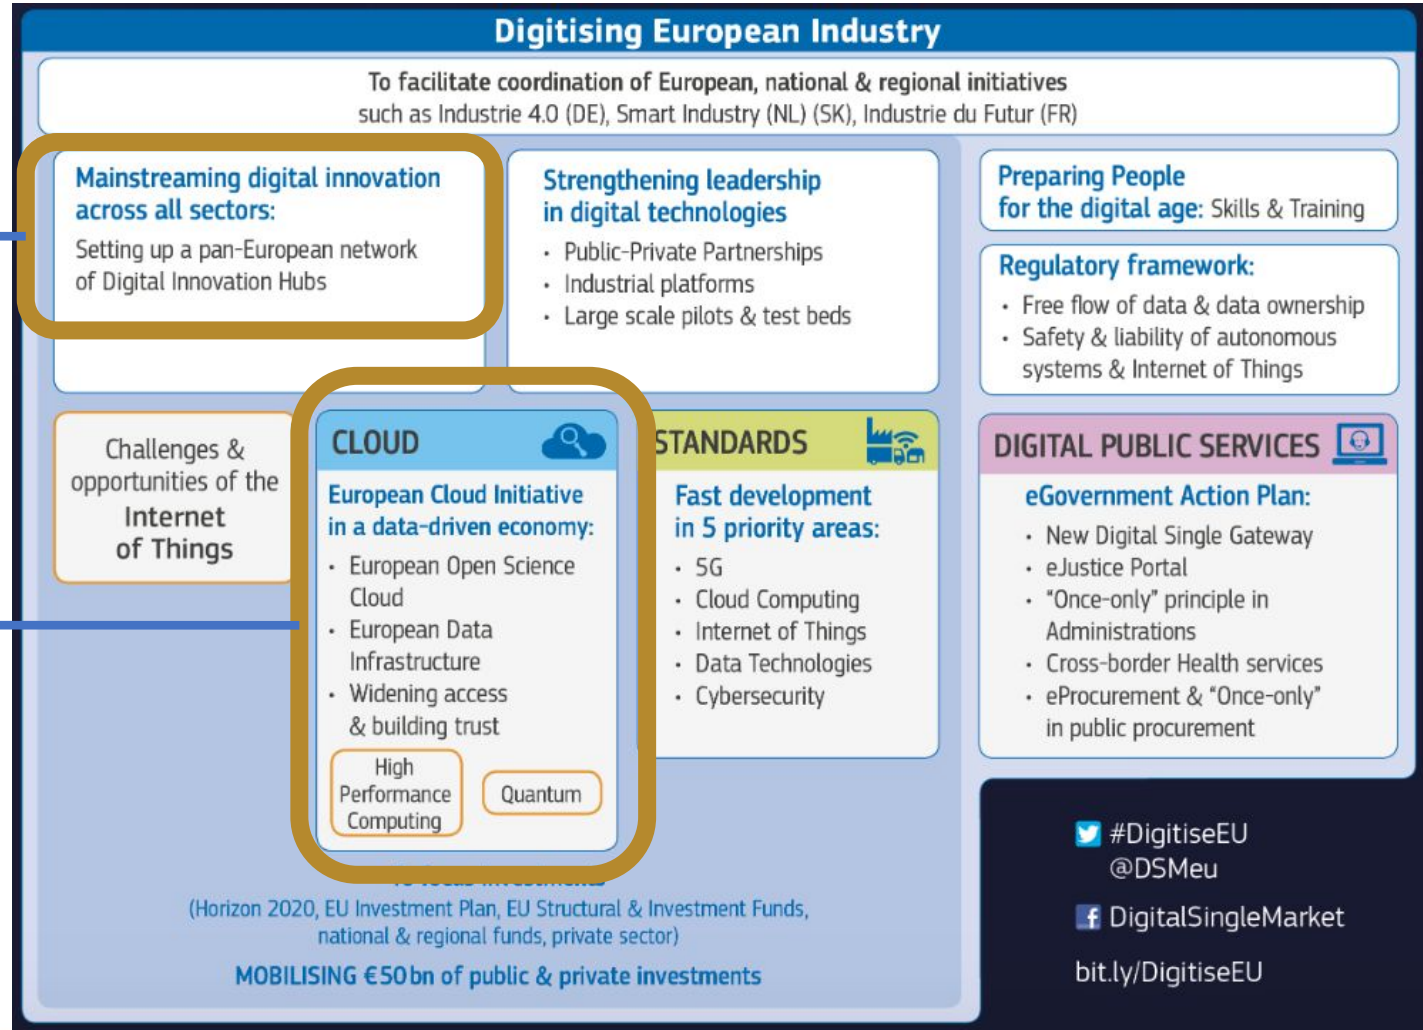 Digitising European Industry
To facilitate coordination of European, national & regional initiatives
such as Industrie 4.0 (DE), Smart Industry (NL) (SK), Industrie du Futur (FR)
Mainstreaming digital innovation
across all sectors:
Setting up a pan-European network
of Digital Innovation Hubs
Strengthening leadership
in digital technologies
· Public-Private Partnerships
· Industrial platforms
· Large scale pilots & test beds
Preparing People
for the digital age: Skills & Training
Regulatory framework:
· Free flow of data & data ownership
· Safety & liability of autonomous
systems & Internet of Things
Challenges &
opportunities of the
Internet
of Things
CLOUD
European Cloud Initiative
in a data-driven economy:
· European Open Science
Cloud
· European Data
Infrastructure
· Widening access
& building trust
High
Performance
Computing
Quantum
STANDARDS
Fast development
in 5 priority areas:
· 5G
· Cloud Computing
· Internet of Things
· Data Technologies
· Cybersecurity
DIGITAL PUBLIC SERVICES
eGovernment Action Plan:
· New Digital Single Gateway
· eJustice Portal
· “Once-only” principle in
Administrations
· Cross-border Health services
· eProcurement & “Once-only”
in public procurement
(Horizon 2020, EU Investment Plan, EU Structural & Investment Funds,
national & regional funds, private sector)
MOBILISING €50bn of public & private investments
#DigitiseEU
@DSMeu
DigitalSingleMarket
bit.ly/DigitiseEU